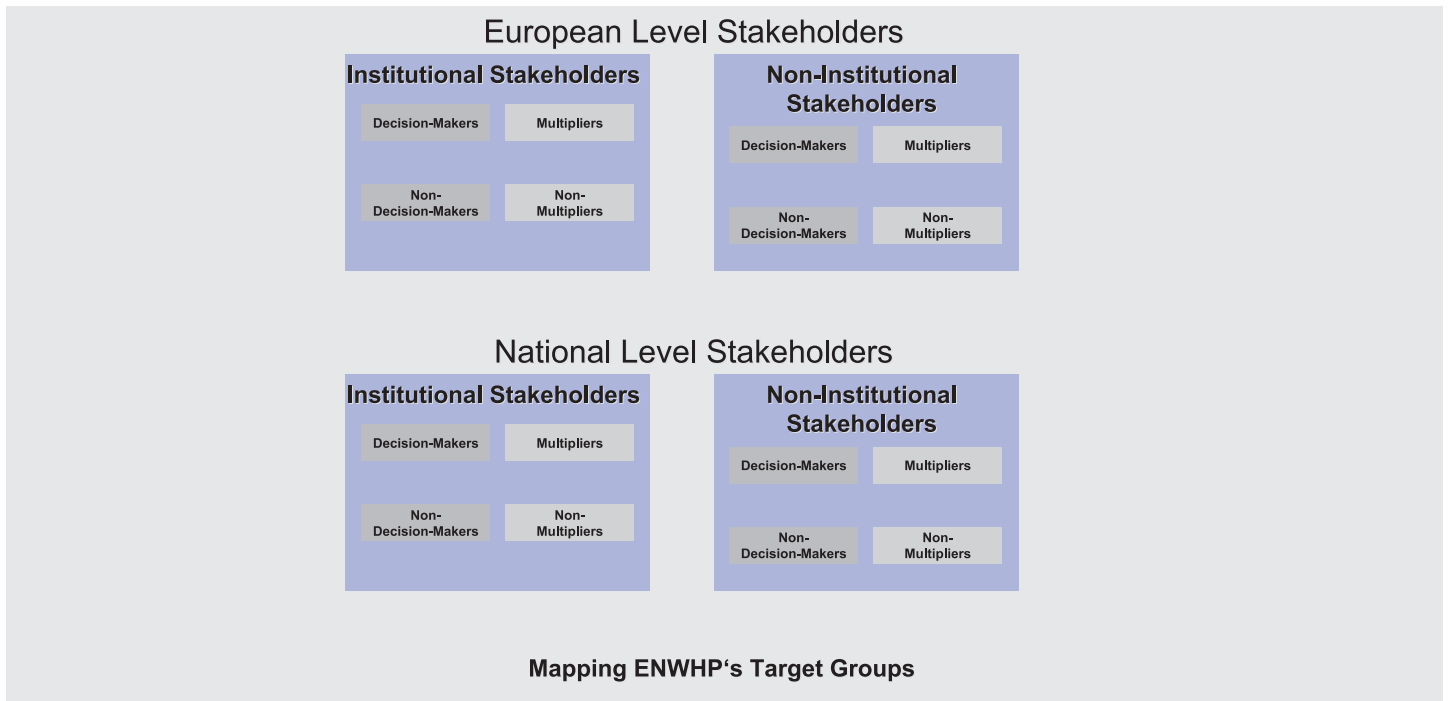 European Level Stakeholders
Institutional Stakeholders
Decision-Makers
Multipliers
Non-
Decision-Makers
Non-
Multipliers
Non-Institutional
Stakeholders
Decision-Makers
Multipliers
Non-
Decision-Makers
Non-
Multipliers
National Level Stakeholders
Institutional Stakeholders
Decision-Makers
Multipliers
Non-
Decision-Makers
Non-
Multipliers
Non-Institutional
Stakeholders
Decision-Makers
Multipliers
Non-
Decision-Makers
Non-
Multipliers
Mapping ENWHP‘s Target Groups